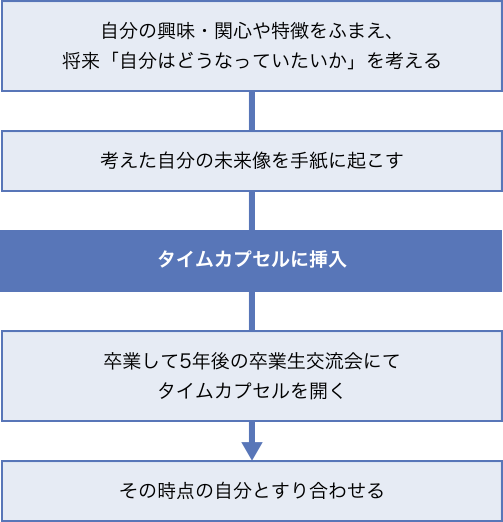 自分の興味・関心や特徴をふまえ、
将来「自分はどうなっていたいか」を考える
考えた自分の未来像を手紙に起こす
タイムカプセルに挿入
卒業して5年後の卒業生交流会にて
タイムカプセルを開く
その時点の自分とすり合わせる